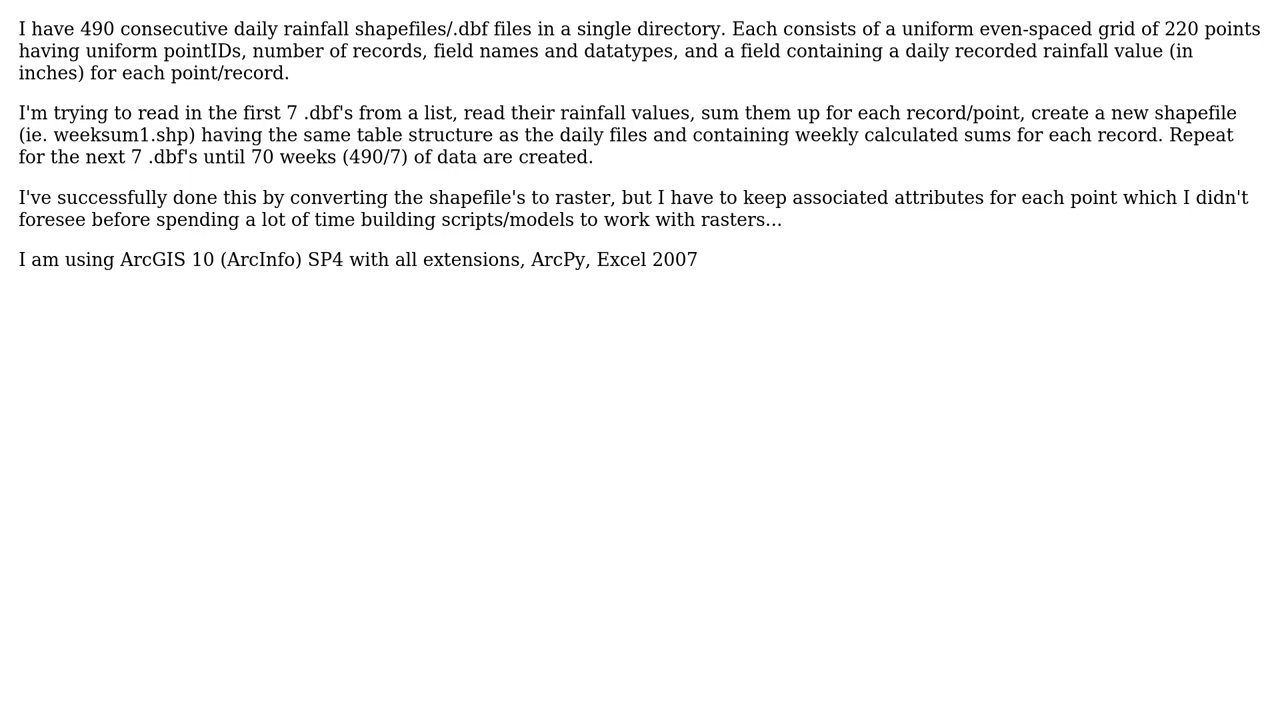 I have 490 consecutive daily rainfall shapefiles/.dbf files in a single directory. Each consists of a uniform even-spaced grid of 220 points
having uniform pointIDs, number of records, field names and datatypes, and a field containing a daily recorded rainfall value (in
inches) for each point/record.
I'm trying to read in the first 7 .dbf's from a list, read their rainfall values, sum them up for each record/point, create a new shapefile
(ie. weeksum1.shp) having the same table structure as the daily files and containing weekly calculated sums for each record. Repeat
for the next 7 .dbf's until 70 weeks (490/7) of data are created.
I've successfully done this by converting the shapefile's to raster, but I have to keep associated attributes for each point which I didn't
foresee before spending a lot of time building scripts/models to work with rasters...
I am using ArcGIS 10 (ArcInfo) SP4 with all extensions, ArcPy, Excel 2007